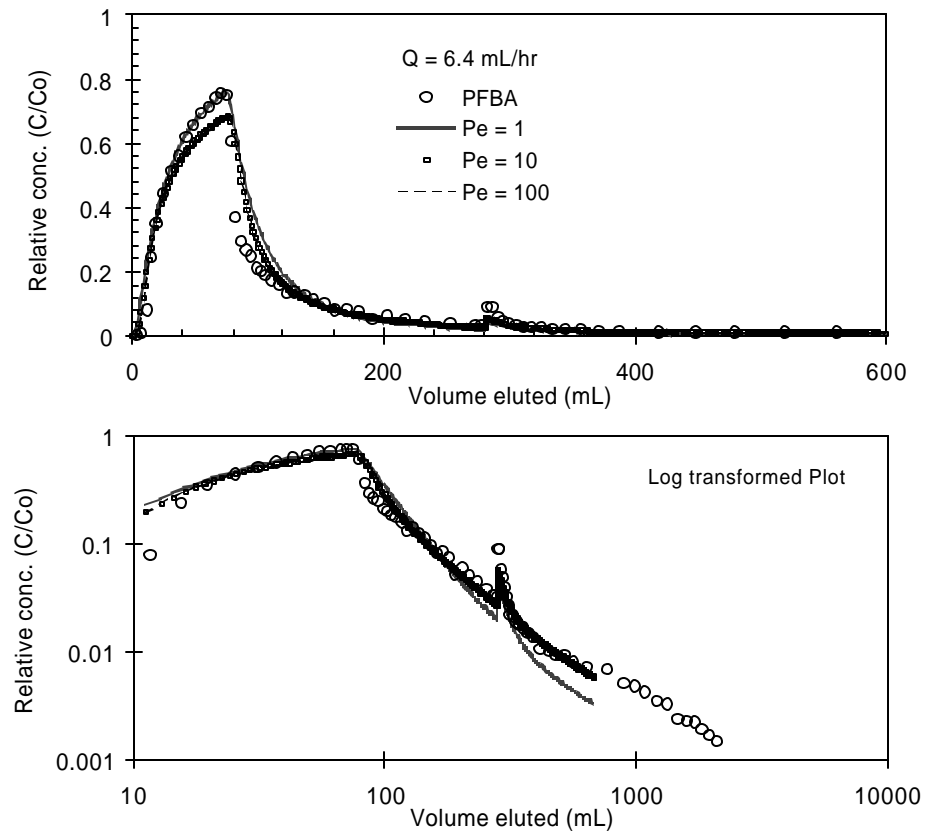 1
0.8
0.6
0.4
0.2
0
Relative conc. (C/Co)
Q = 6.4 mL/hr
PFBA
Pe = 1
Pe = 10
Pe = 100
0 200 400 600
Volume eluted (mL)
1
0.1
0.01
0.001
Relative conc. (C/Co)
Log transformed Plot
10 100 1000 10000
Volume eluted (mL)